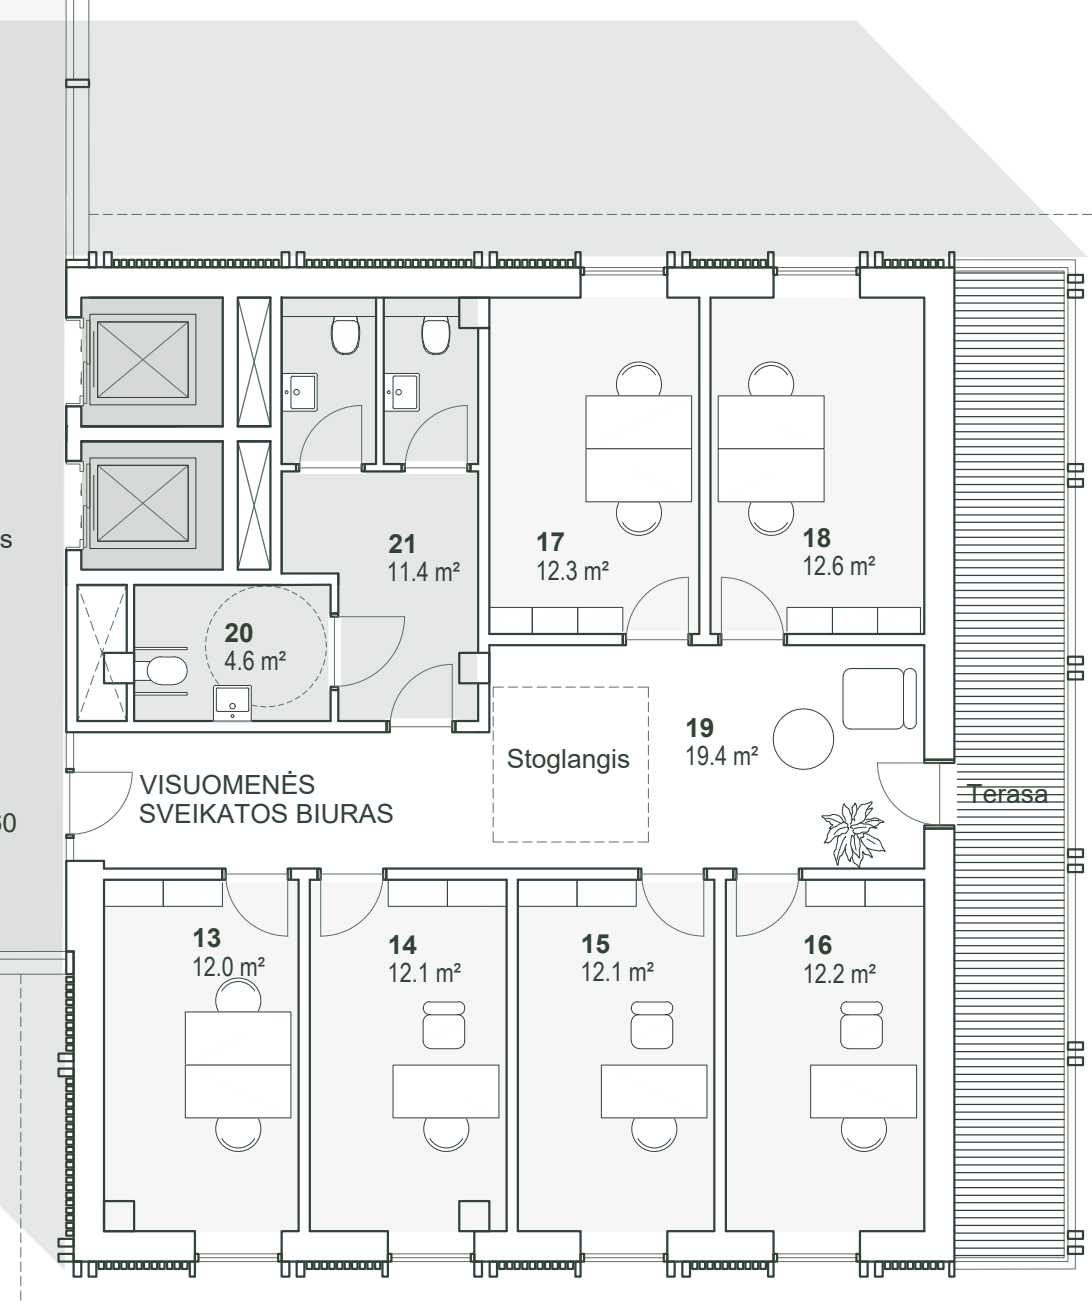 s
21
11.4 m²
17
12.3 m²
18
12.6 m²
20
4.6 m²
19
19.4 m²
Stoglangis
VISUOMENĖS
SVEIKATOS BIURAS
Terasa
60
13
12.0 m²
14
12.1 m²
15
12.1 m²
16
12.2 m²